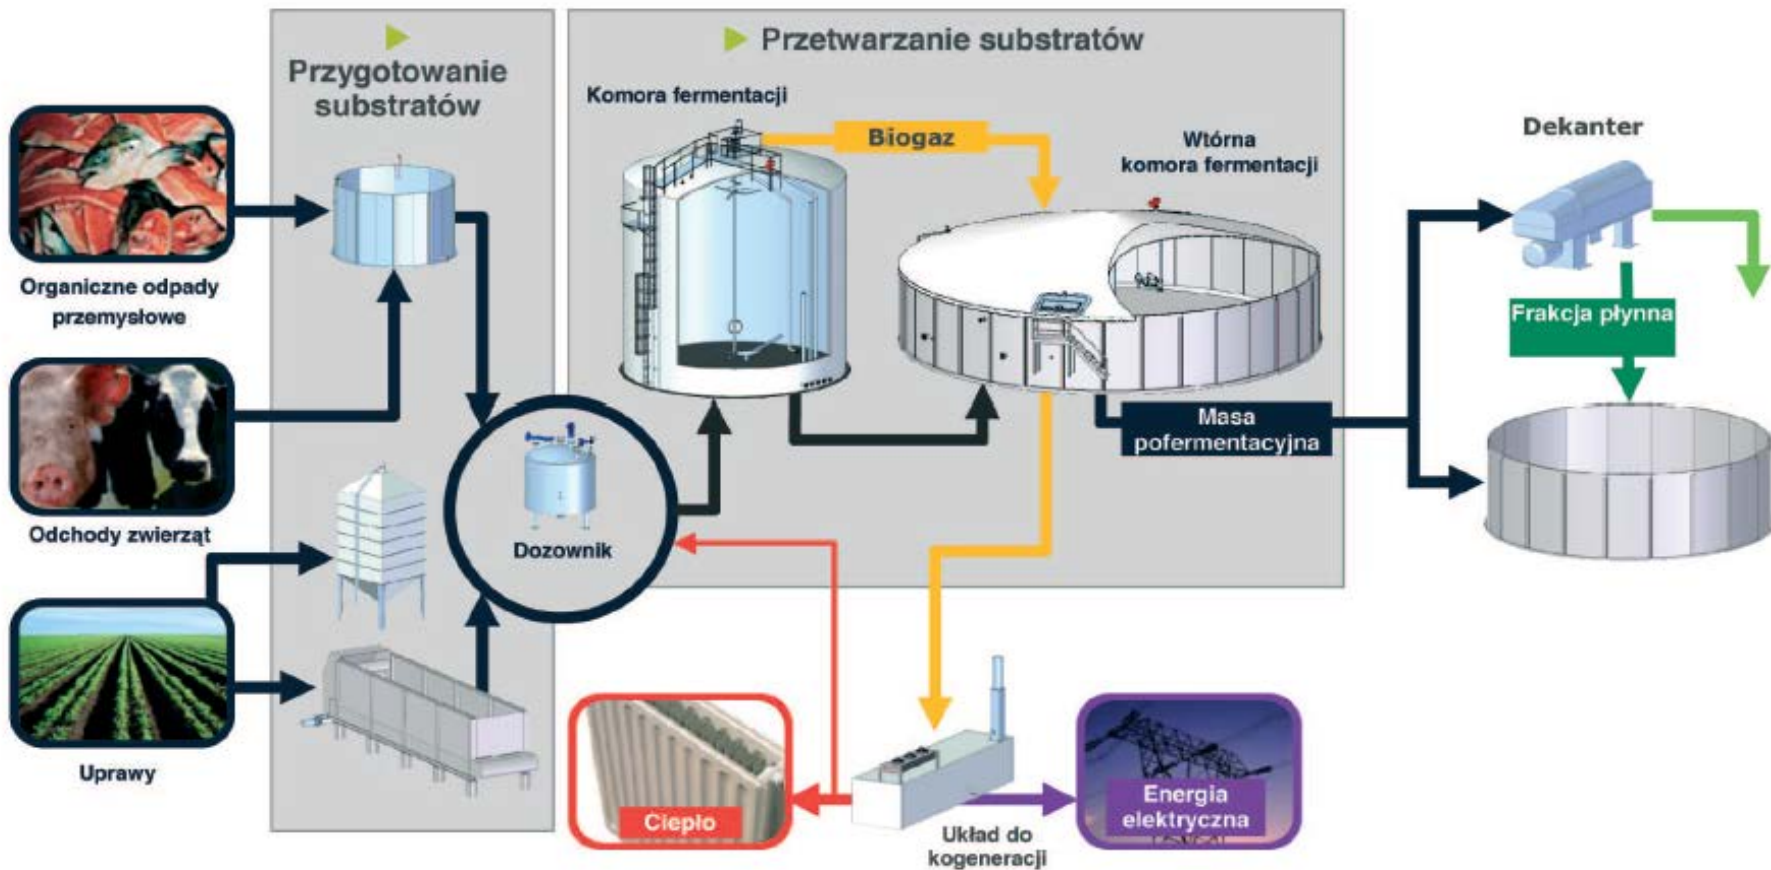 Przygotowanie
substratów
Przetwarzanie substratów
Komora fermentacji
Biogaz
Wtórna
komora fermentacji
Dekanter
Organiczne odpady
przemysłowe
Frakcja płynna
Odchody zwierząt
Masa
pofermentacyjna
Dozownik
Uprawy
Ciepło
Układ do
kogeneracji
Energia
elektryczna